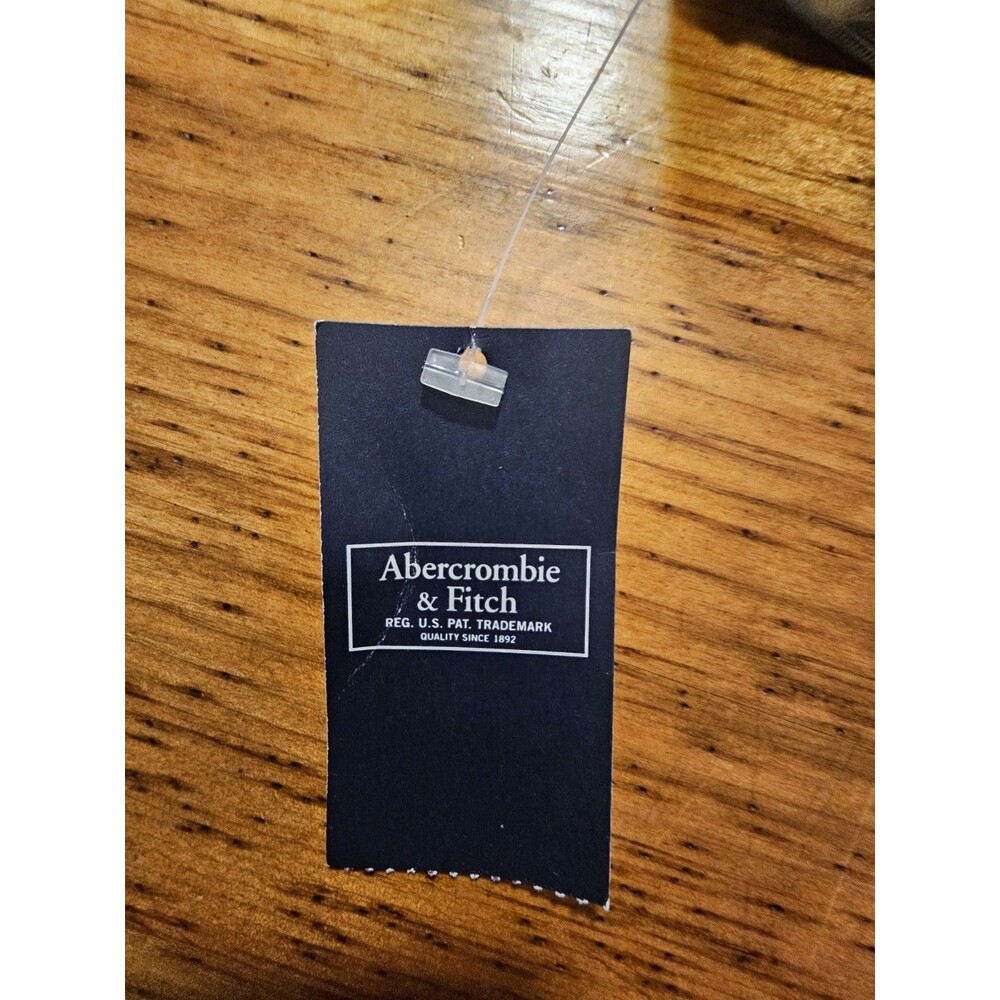 Abercrombie
& Fitch
REG. U.S. PAT. TRADEMARK
QUALITY SINCE 1892